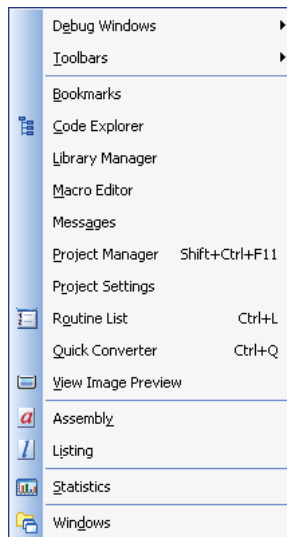 Debug Windows
Toolbars
Bookmarks
Code Explorer
Library Manager
Macro Editor
Messages
Project Manager Shift+Ctrl+F11
Project Settings
Routine List Ctrl+L
Quick Converter Ctrl+Q
View Image Preview
a Assembly
l Listing
Statistics
Windows